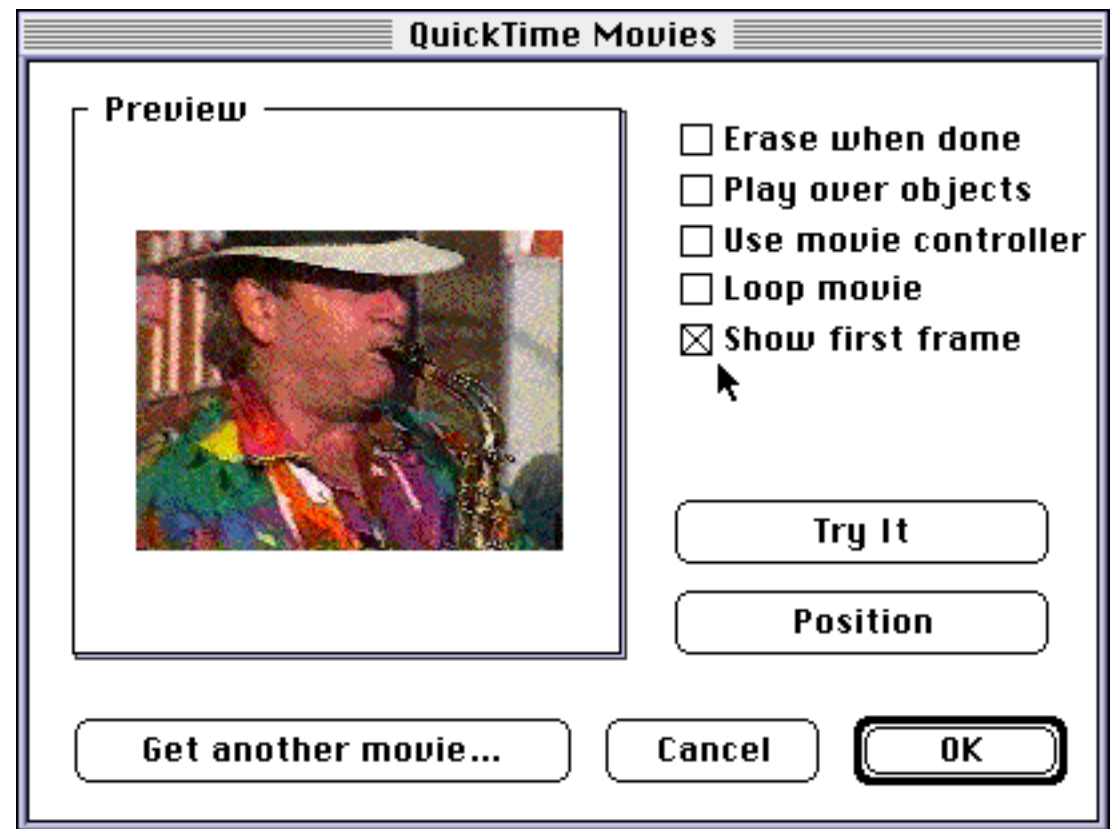 QuickTime Movies
Preview
Erase when done
Play over objects
Use movie controller
Loop movie
Show first frame
Try It
Position
Get another movie...
Cancel
OK